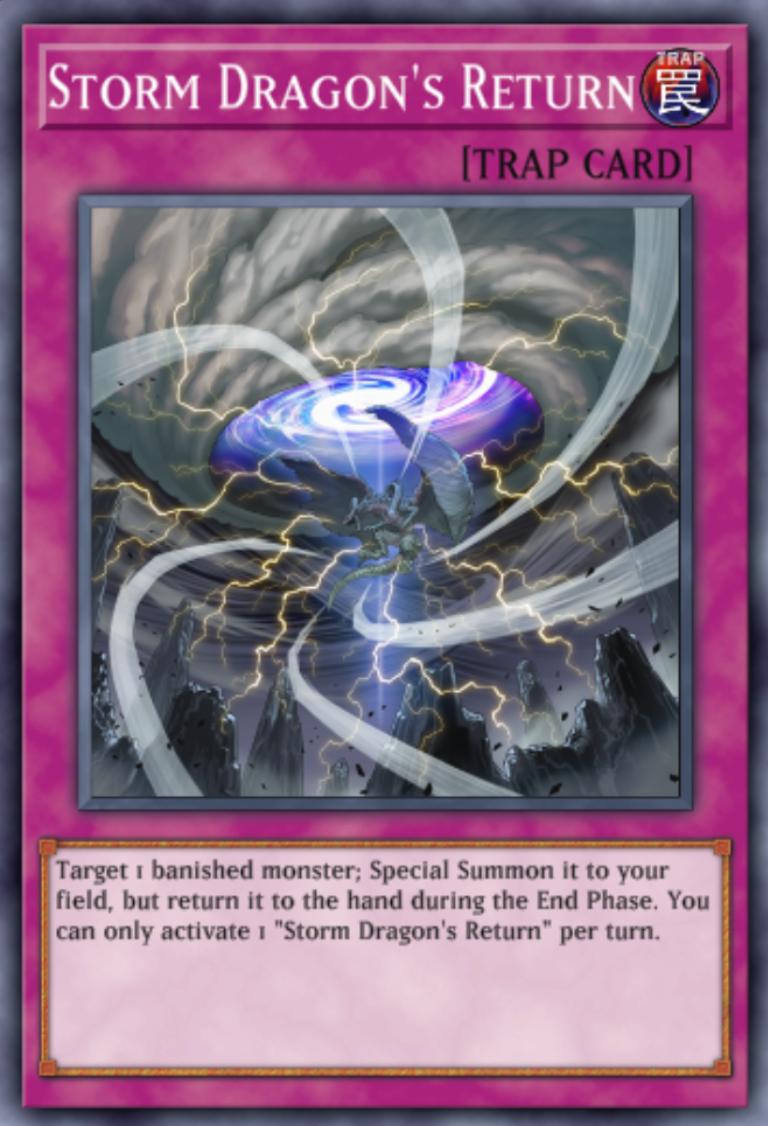 Storm Dragon's Return
TRAP
罠
[TRAP CARD]
Target 1 banished monster; Special Summon it to your
field, but return it to the hand during the End Phase. You
can only activate 1 "Storm Dragon's Return" per turn.